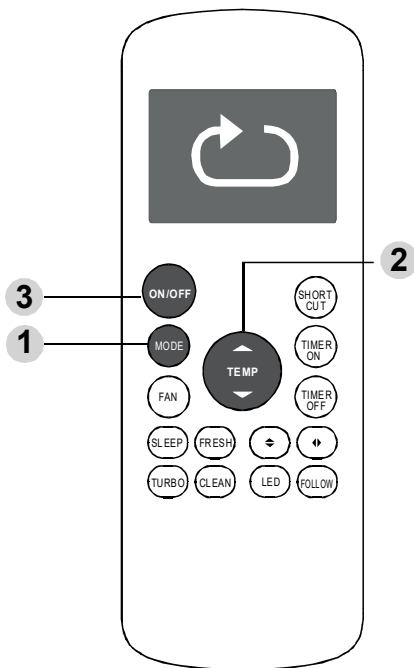 2
3
ON/OFF
SHORT
CUT
1
MODE
TEMP
TIMER
ON
FAN
TIMER
OFF
SLEEP
FRESH
TURBO
CLEAN
LED
FOLLOW